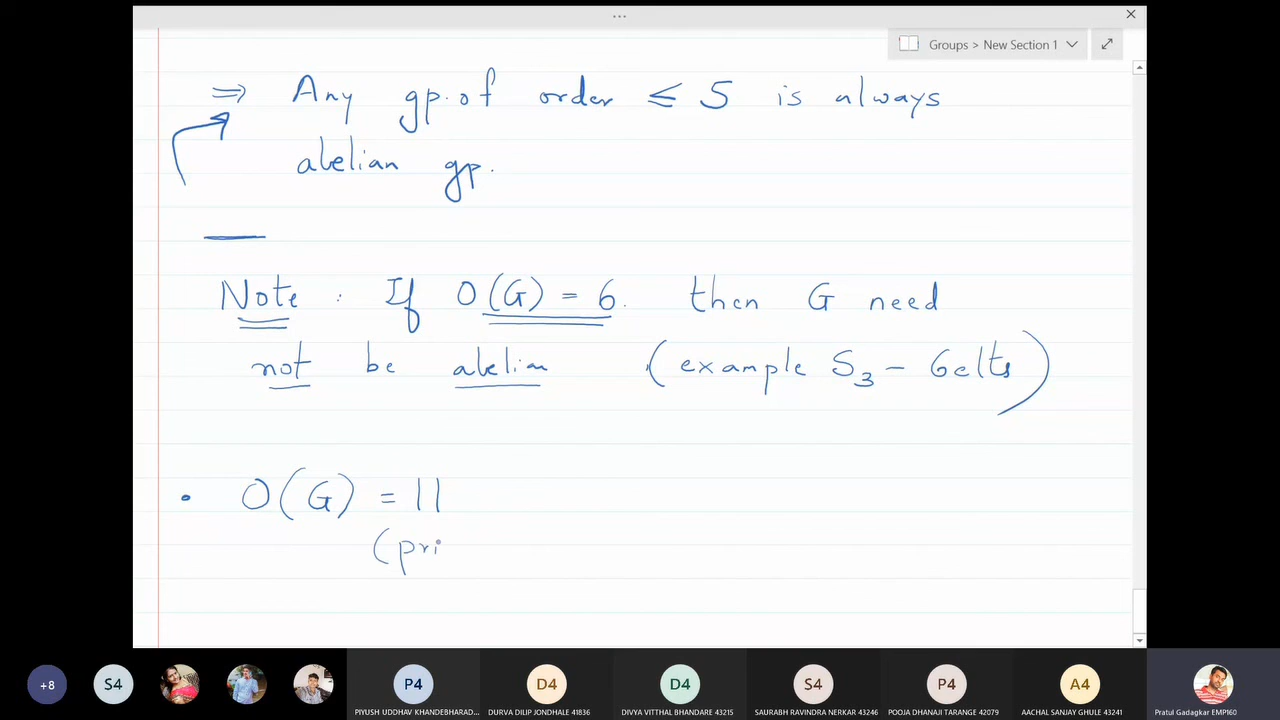 Groups > New Section 1
⇒ Any gp. of order ≤ 5 is always
abelian gp.
Note : If O(G) = 6. then G need
not be abelian (example S3 - 6 elts)
• O(G) = 11
(pri
+8 S4 P4 D4 D4 S4 P4 A4
PIYUSH UDDHAV KHANDEBHARAD... DURVA DILIP JONDHALE 41836 DIVYA VITTHAL BHANDARE 43215 SAURABH RAVINDRA NERKAR 43246 POOJA DHANAJI TARANGE 42079 AACHAL SANJAY GHULE 43241 Pratul Gadagkar EMP160